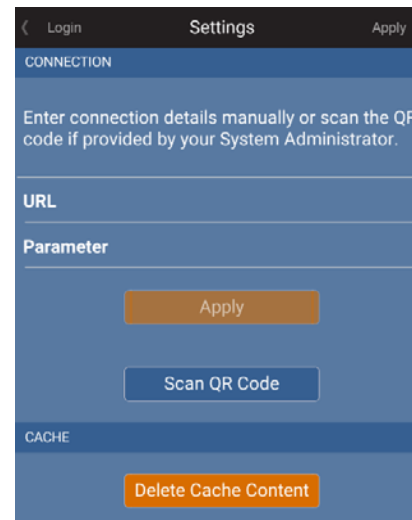 Login Settings Apply
CONNECTION
Enter connection details manually or scan the QR
code if provided by your System Administrator.
URL
Parameter
Apply
Scan QR Code
CACHE
Delete Cache Content